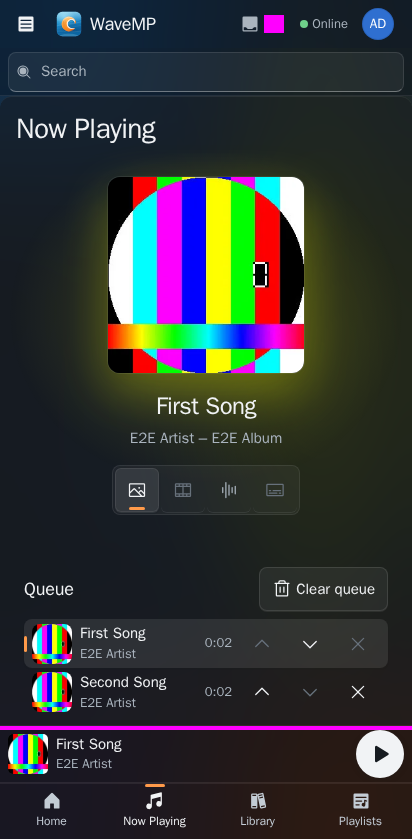 WaveMP
Online
AD
Search
Now Playing
First Song
E2E Artist – E2E Album
Queue
Clear queue
First Song
E2E Artist
0:02
Second Song
E2E Artist
0:02
First Song
E2E Artist
Home
Now Playing
Library
Playlists